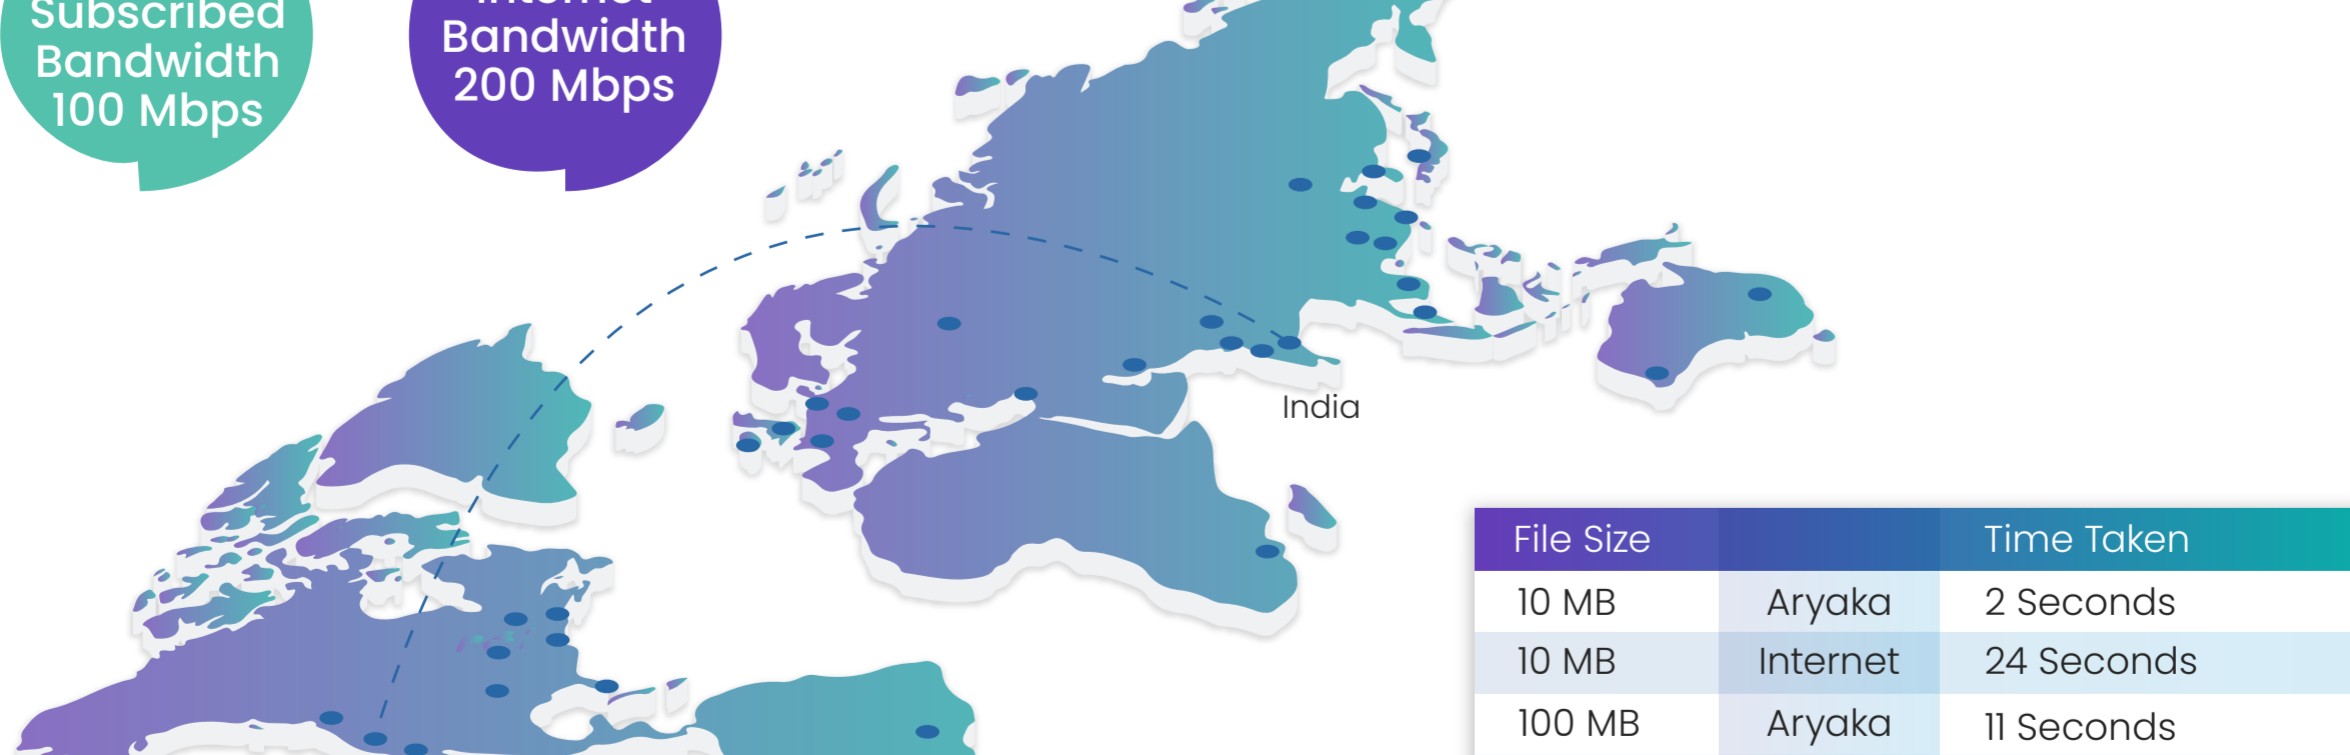 Subscribed
Bandwidth
100 Mbps
Internet
Bandwidth
200 Mbps
India
File Size Time Taken
10 MB Aryaka 2 Seconds
10 MB Internet 24 Seconds
100 MB Aryaka 11 Seconds